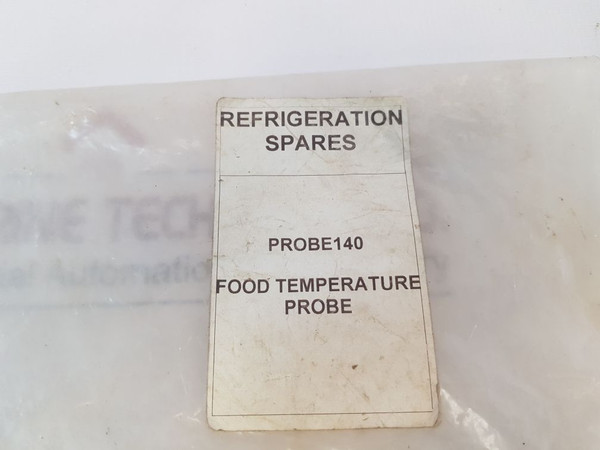 REFRIGERATION
SPARES
PROBE140
FOOD TEMPERATURE
PROBE